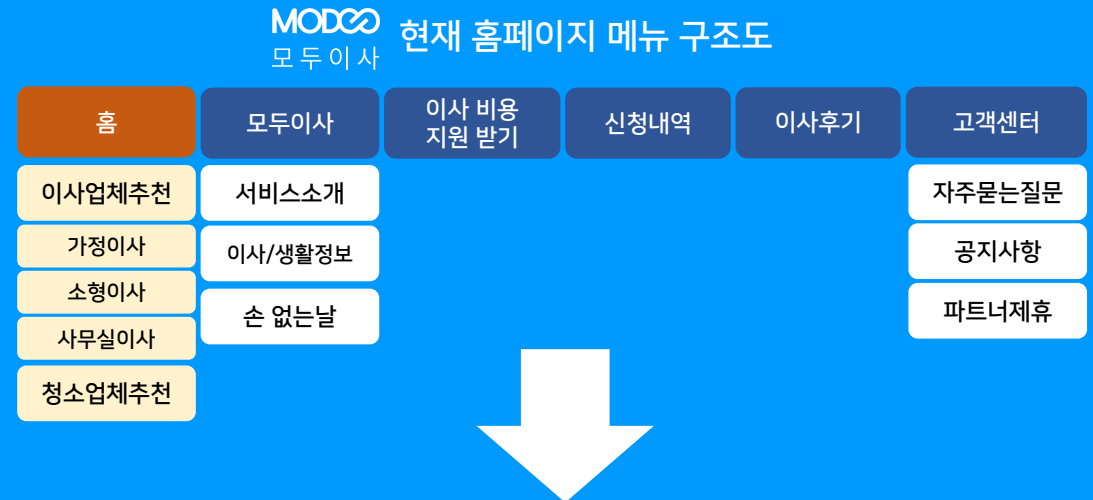 MODOO
모두이사
현재 홈페이지 메뉴 구조도
홈
모두이사
이사 비용
지원 받기
신청내역
이사후기
고객센터
이사업체추천
가정이사
소형이사
사무실이사
청소업체추천
서비스소개
이사/생활정보
손 없는날
자주묻는질문
공지사항
파트너제휴